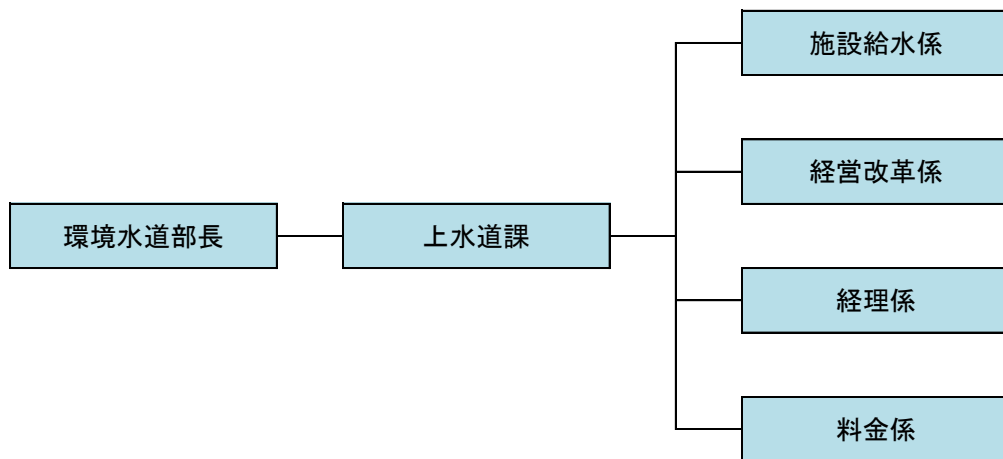 環境水道部長
上水道課
施設給水係
経営改革係
経理係
料金係